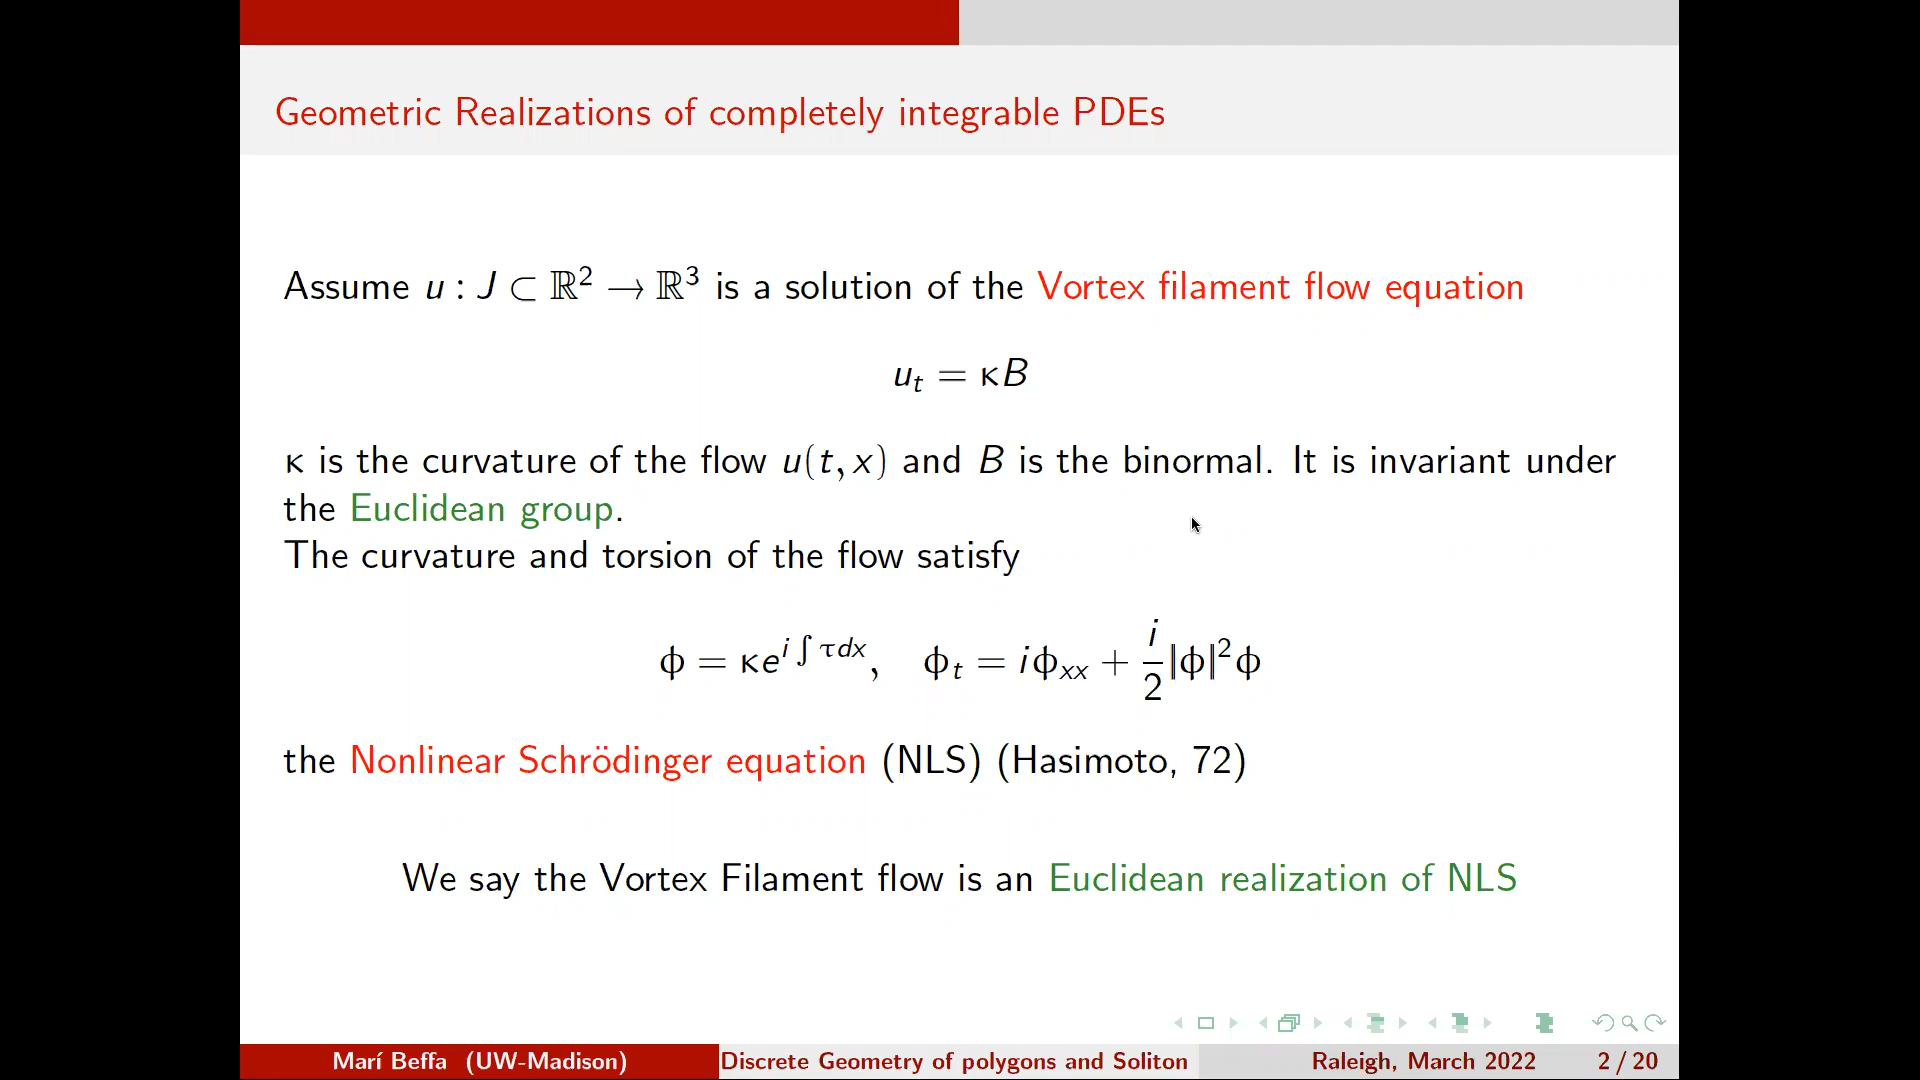 Geometric Realizations of completely integrable PDEs
Assume u : J ⊂ ℝ² → ℝ³ is a solution of the Vortex filament flow equation
u_t = κB
κ is the curvature of the flow u(t, x) and B is the binormal. It is invariant under
the Euclidean group.
The curvature and torsion of the flow satisfy
ϕ = κe^{i ∫ τdx}, ϕ_t = iϕ_{xx} + \frac{i}{2}|ϕ|²ϕ
the Nonlinear Schrödinger equation (NLS) (Hasimoto, 72)
We say the Vortex Filament flow is an Euclidean realization of NLS
Marí Beffa (UW-Madison) Discrete Geometry of polygons and Soliton Raleigh, March 2022 2 / 20